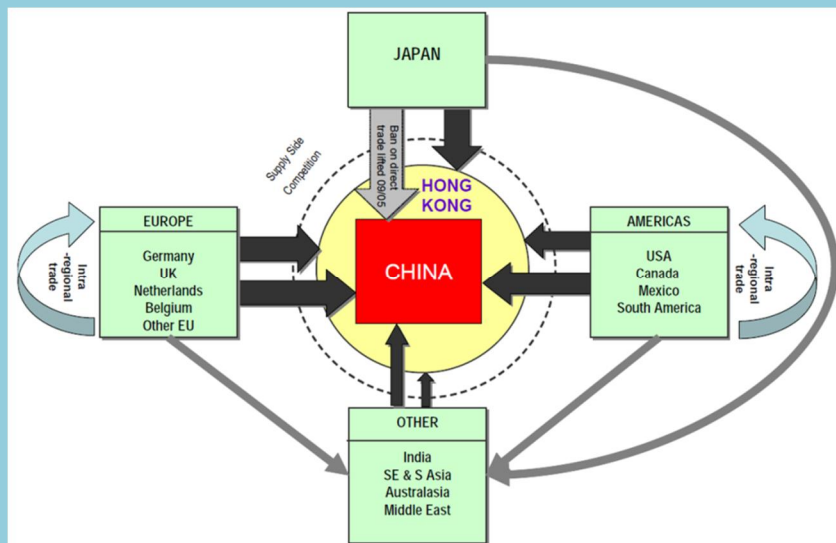 JAPAN
Ban on direct
trade lifted 09/05
Supply Side
Competition
HONG
KONG
CHINA
EUROPE
Germany
UK
Netherlands
Belgium
Other EU
Intra
-regional
trade
AMERICAS
USA
Canada
Mexico
South America
Intra
-regional
trade
OTHER
India
SE & S Asia
Australasia
Middle East